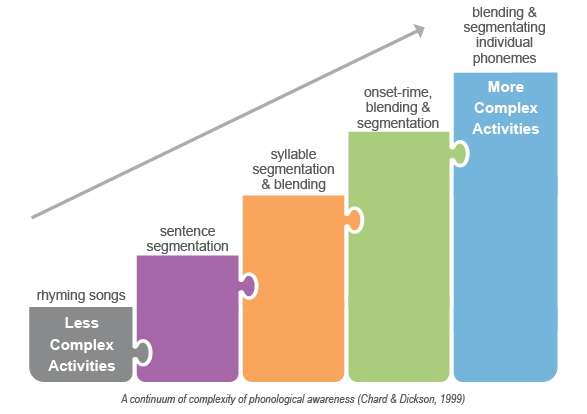 blending &
segmentating
individual
phonemes
More
Complex
Activities
onset-rime,
blending &
segmentation
syllable
segmentation
& blending
sentence
segmentation
rhyming songs
Less
Complex
Activities
A continuum of complexity of phonological awareness (Chard & Dickson, 1999)